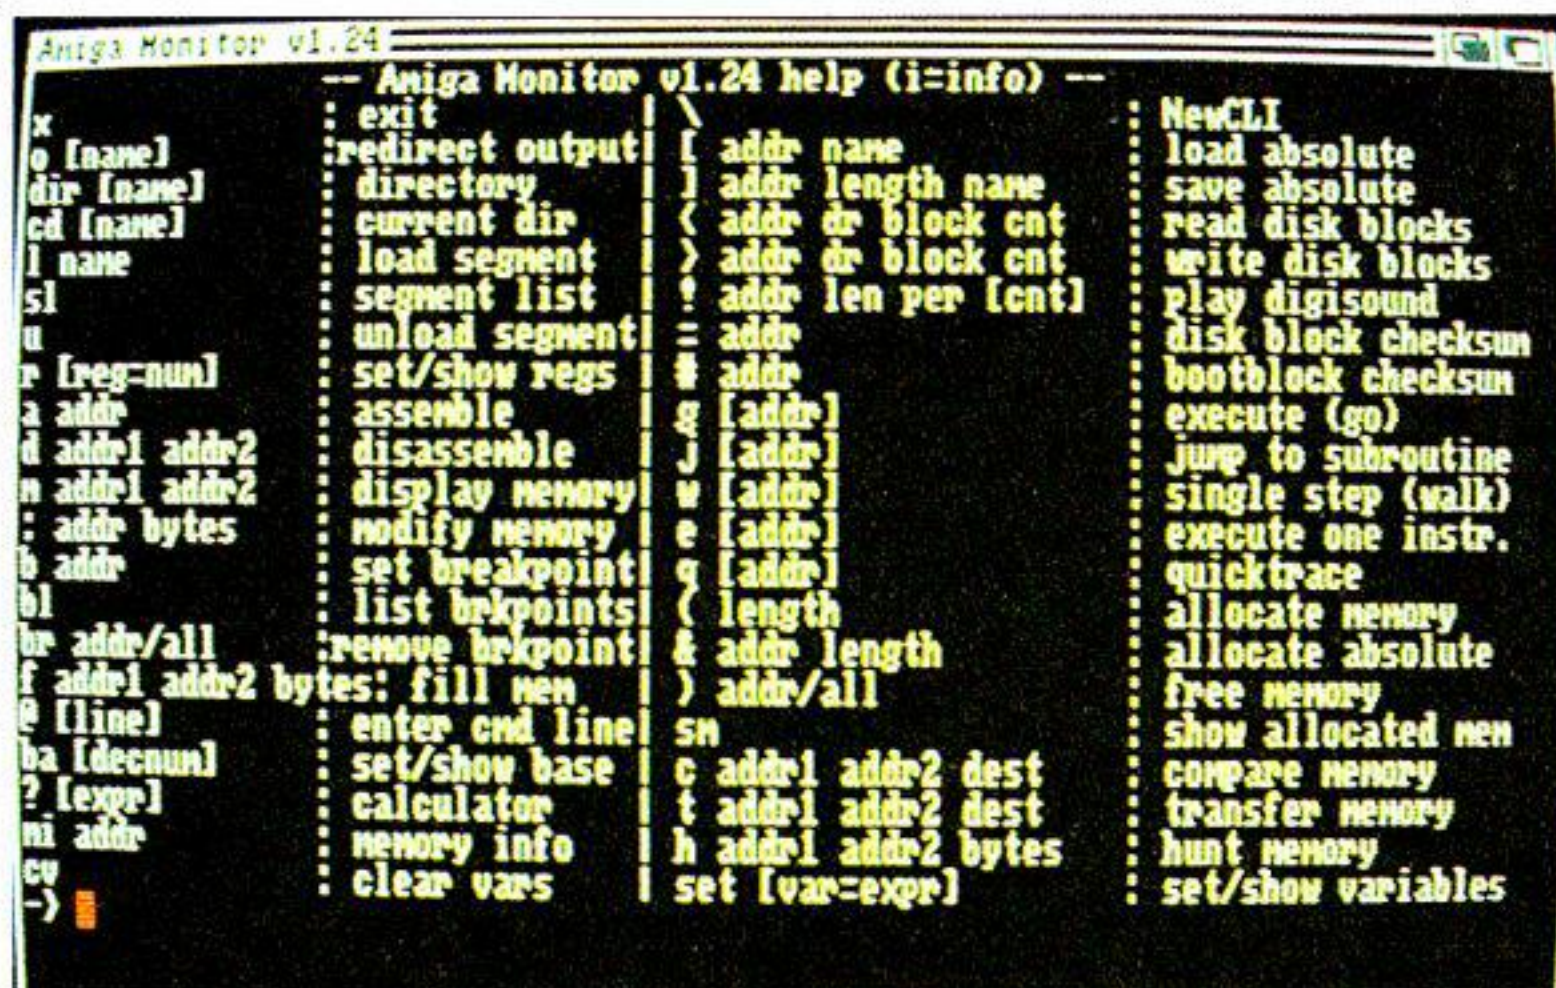 Amiga Monitor v1.24
-- Amiga Monitor v1.24 help (i=info) --
x : exit | \ : NewCLI
o [name] :redirect output| [ addr name : load absolute
dir [name] : directory | ] addr length name : save absolute
cd [name] : current dir | < addr dr block cnt : read disk blocks
l name : load segment | > addr dr block cnt : write disk blocks
sl : segment list | ! addr len per [cnt] : play digisound
u : unload segment| = addr : disk block checksum
r [reg=num] : set/show regs | # addr : bootblock checksum
a addr : assemble | g [addr] : execute (go)
d addr1 addr2 : disassemble | j [addr] : jump to subroutine
m addr1 addr2 : display memory| w [addr] : single step (walk)
: addr bytes : modify memory | e [addr] : execute one instr.
b addr : set breakpoint| q [addr] : quicktrace
bl : list brkpoints| ( length : allocate memory
br addr/all :remove brkpoint| & addr length : allocate absolute
f addr1 addr2 bytes: fill mem | ) addr/all : free memory
@ [line] : enter cmd line| sm : show allocated mem
ba [decnum] : set/show base | c addr1 addr2 dest : compare memory
? [expr] : calculator | t addr1 addr2 dest : transfer memory
mi addr : memory info | h addr1 addr2 bytes : hunt memory
cv : clear vars | set [var=expr] : set/show variables
->